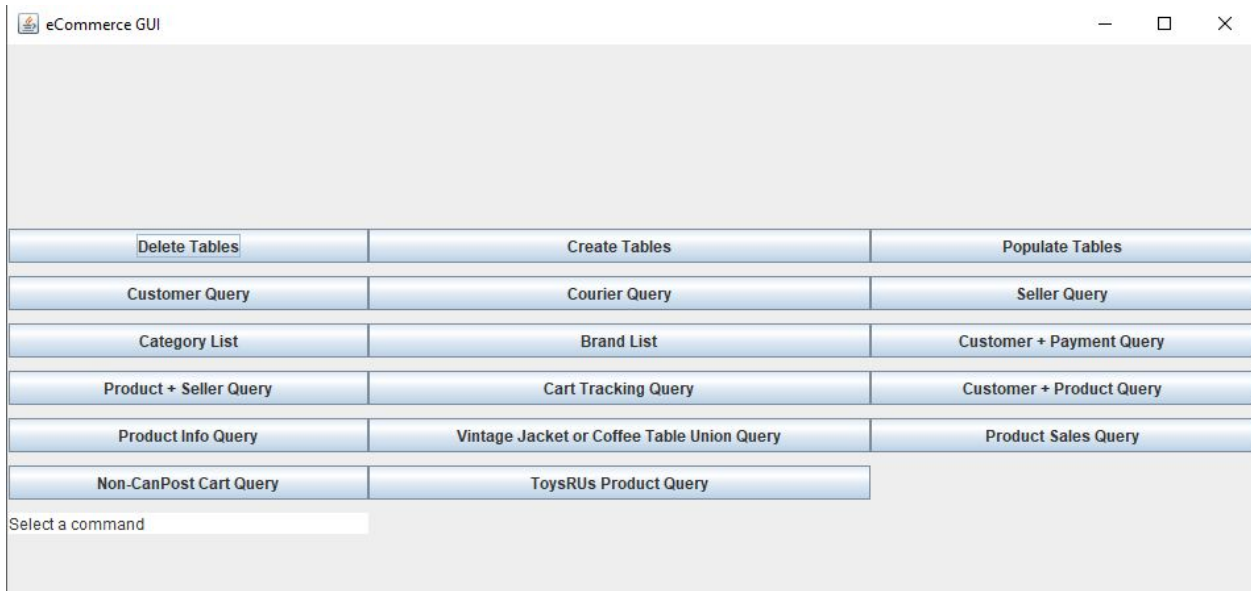 eCommerce GUI
Delete Tables Create Tables Populate Tables
Customer Query Courier Query Seller Query
Category List Brand List Customer + Payment Query
Product + Seller Query Cart Tracking Query Customer + Product Query
Product Info Query Vintage Jacket or Coffee Table Union Query Product Sales Query
Non-CanPost Cart Query ToysRUs Product Query
Select a command